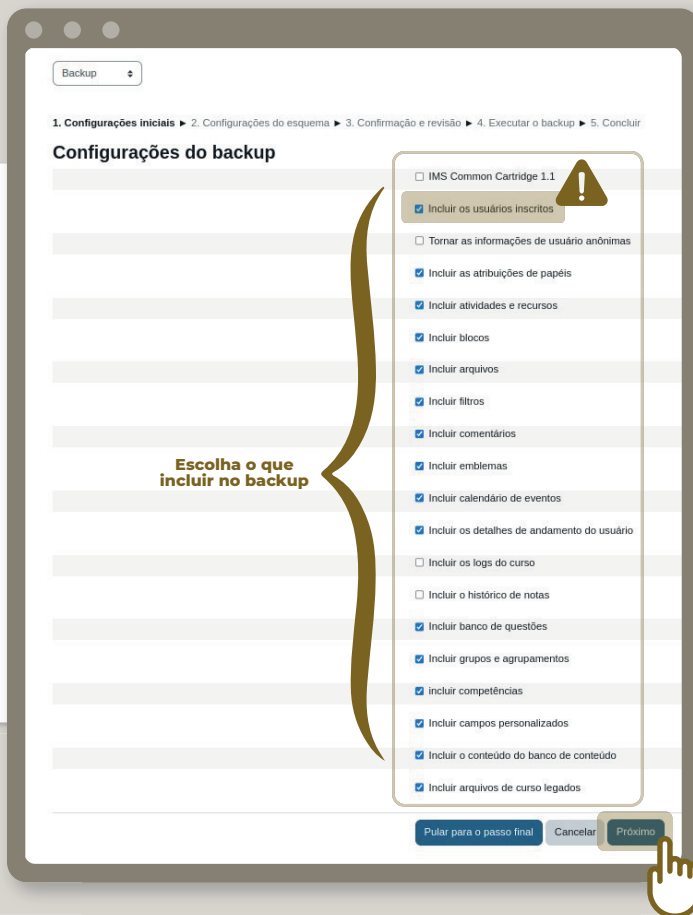 Backup
1. Configurações iniciais ► 2. Configurações do esquema ► 3. Confirmação e revisão ► 4. Executar o backup ► 5. Concluir
Configurações do backup
IMS Common Cartridge 1.1
Incluir os usuários inscritos
Tornar as informações de usuário anônimas
Incluir as atribuições de papéis
Incluir atividades e recursos
Incluir blocos
Incluir arquivos
Incluir filtros
Incluir comentários
Escolha o que
incluir no backup
Incluir emblemas
Incluir calendário de eventos
Incluir os detalhes de andamento do usuário
Incluir os logs do curso
Incluir o histórico de notas
Incluir banco de questões
Incluir grupos e agrupamentos
incluir competências
Incluir campos personalizados
Incluir o conteúdo do banco de conteúdo
Incluir arquivos de curso legados
Pular para o passo final Cancelar Próximo